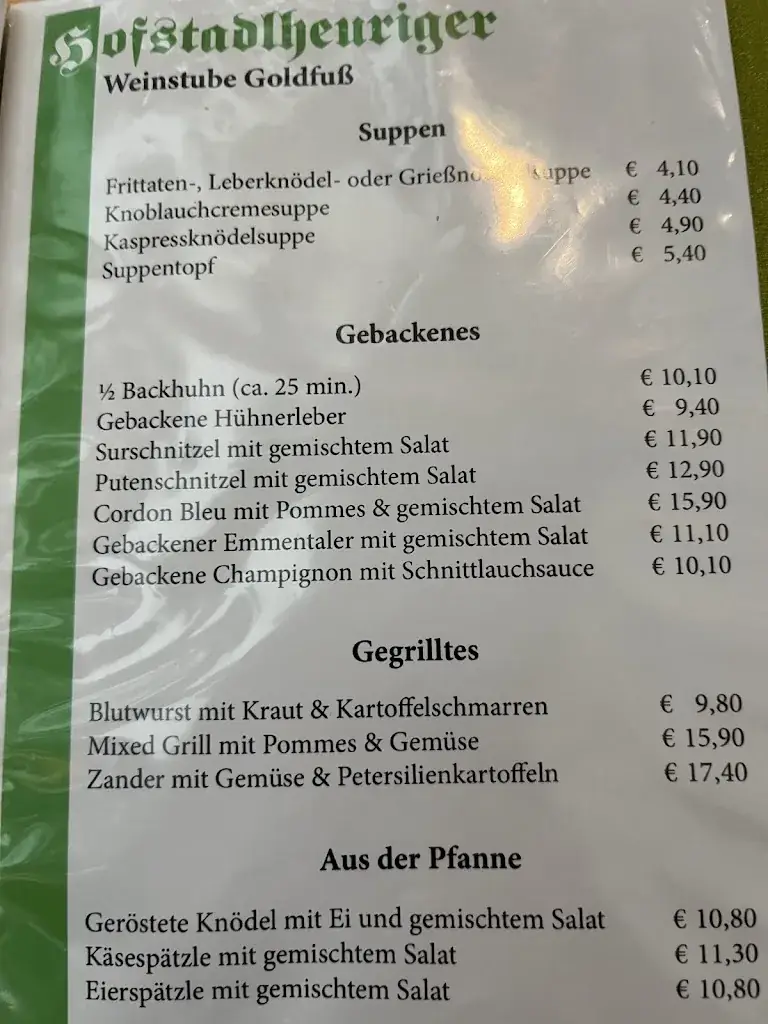 Hofstadlheuriger
Weinstube Goldfuß
Suppen
Frittaten-, Leberknödel- oder € 4,10
Knoblauchcremesuppe € 4,40
Kaspressknödelsuppe € 4,90
Suppentopf € 5,40
Gebackenes
½ Backhuhn (ca. 25 min.) € 10,10
Gebackene Hühnerleber € 9,40
Surschnitzel mit gemischtem Salat € 11,90
Putenschnitzel mit gemischtem Salat € 12,90
Cordon Bleu mit Pommes & gemischtem Salat € 15,90
Gebackener Emmentaler mit gemischtem Salat € 11,10
Gebackene Champignon mit Schnittlauchsauce € 10,10
Gegrilltes
Blutwurst mit Kraut & Kartoffelschmarren € 9,80
Mixed Grill mit Pommes & Gemüse € 15,90
Zander mit Gemüse & Petersilienkartoffeln € 17,40
Aus der Pfanne
Geröstete Knödel mit Ei und gemischtem Salat € 10,80
Käsespätzle mit gemischtem Salat € 11,30
Eierspätzle mit gemischtem Salat € 10,80